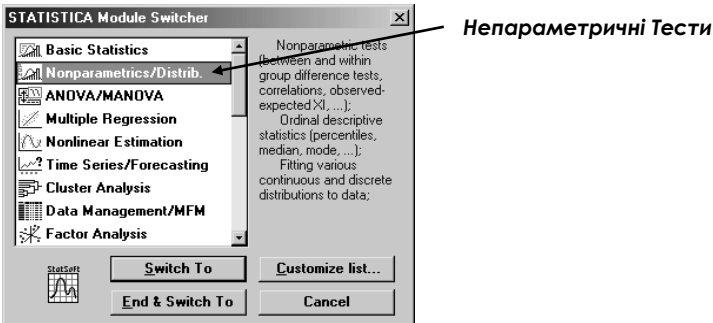 STATISTICA Module Switcher
Непараметричні Тести
Basic Statistics
Nonparametrics/Distrib.
ANOVA/MANOVA
Multiple Regression
Nonlinear Estimation
Time Series/Forecasting
Cluster Analysis
Data Management/MFM
Factor Analysis
Nonparametric tests
(between and within
group difference tests,
correlations, observed-
expected XI, ...);
Ordinal descriptive
statistics (percentiles,
median, mode, ...);
Fitting various
continuous and discrete
distributions to data;
StatSoft
Switch To
Customize list...
End & Switch To
Cancel